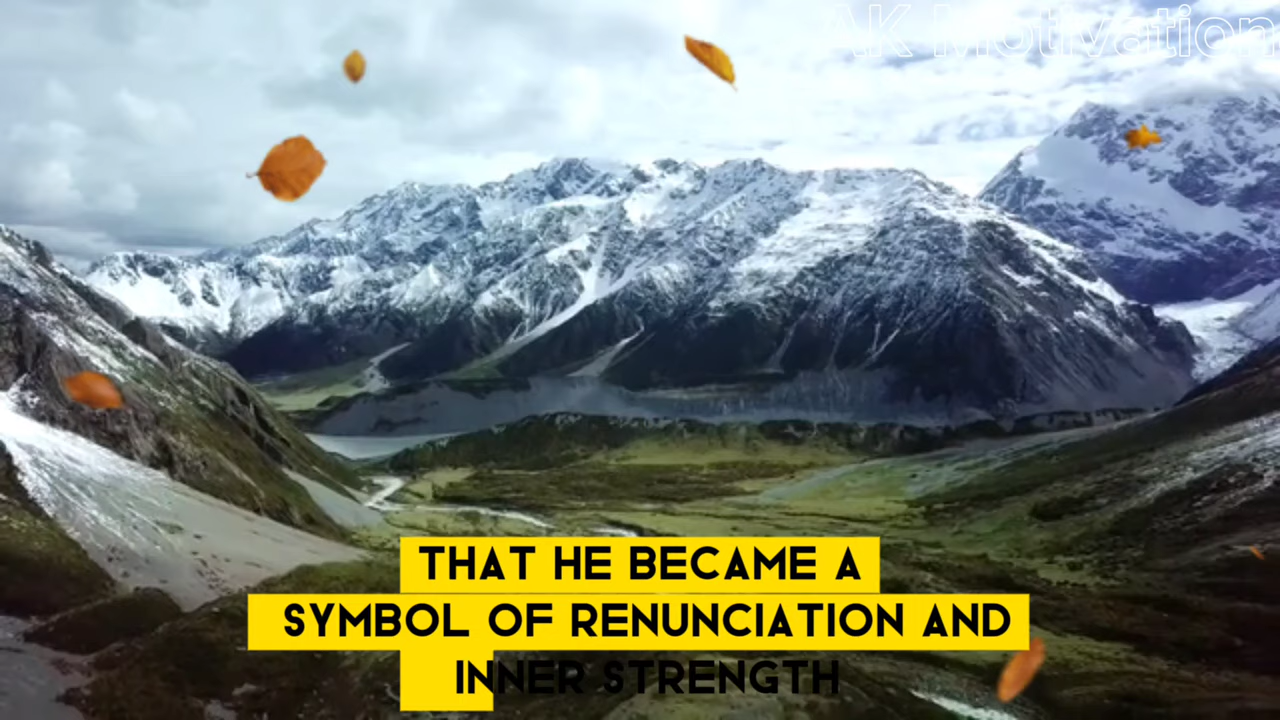 AK Motivation
THAT HE BECAME A
SYMBOL OF RENUNCIATION AND
INNER STRENGTH